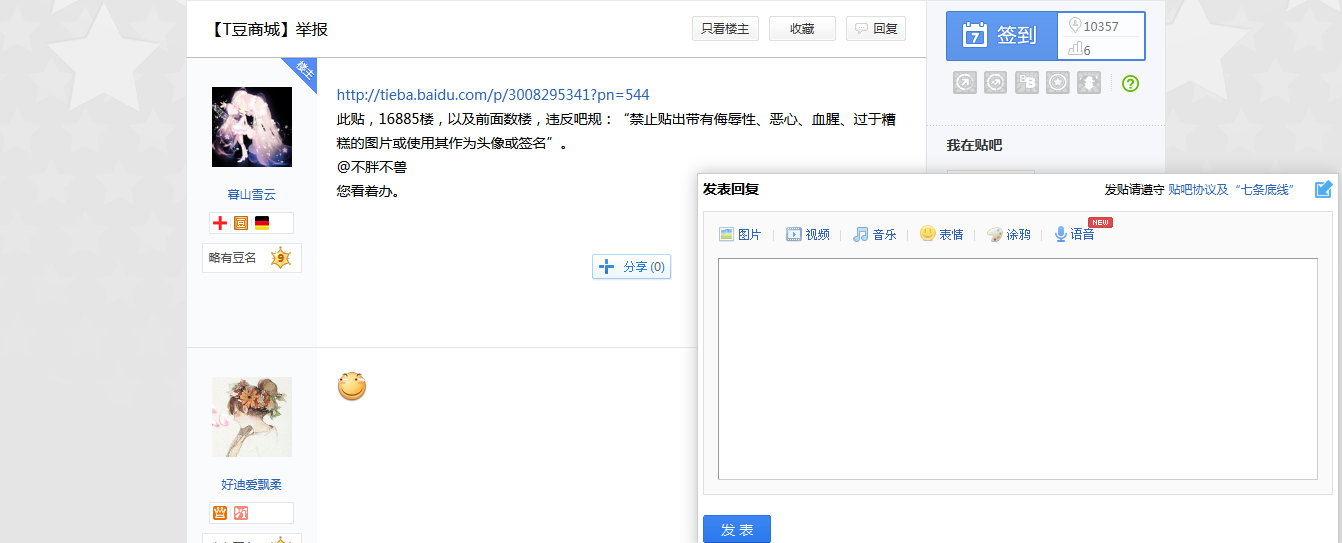 【T豆商城】举报
只看楼主
收藏
回复
7
签到
10357
6
我在贴吧
楼主
暮山雪云
豆
略有豆名
9
http://tieba.baidu.com/p/3008295341?pn=544
此贴，16885楼，以及前面数楼，违反吧规：“禁止贴出带有侮辱性、恶心、血腥、过于糟
糕的图片或使用其作为头像或签名”。
@不胖不兽
您看着办。
分享 (0)
发表回复
发贴请遵守 贴吧协议及“七条底线”
图片
视频
音乐
表情
涂鸦
语音
NEW
发 表
好迪爱飘柔